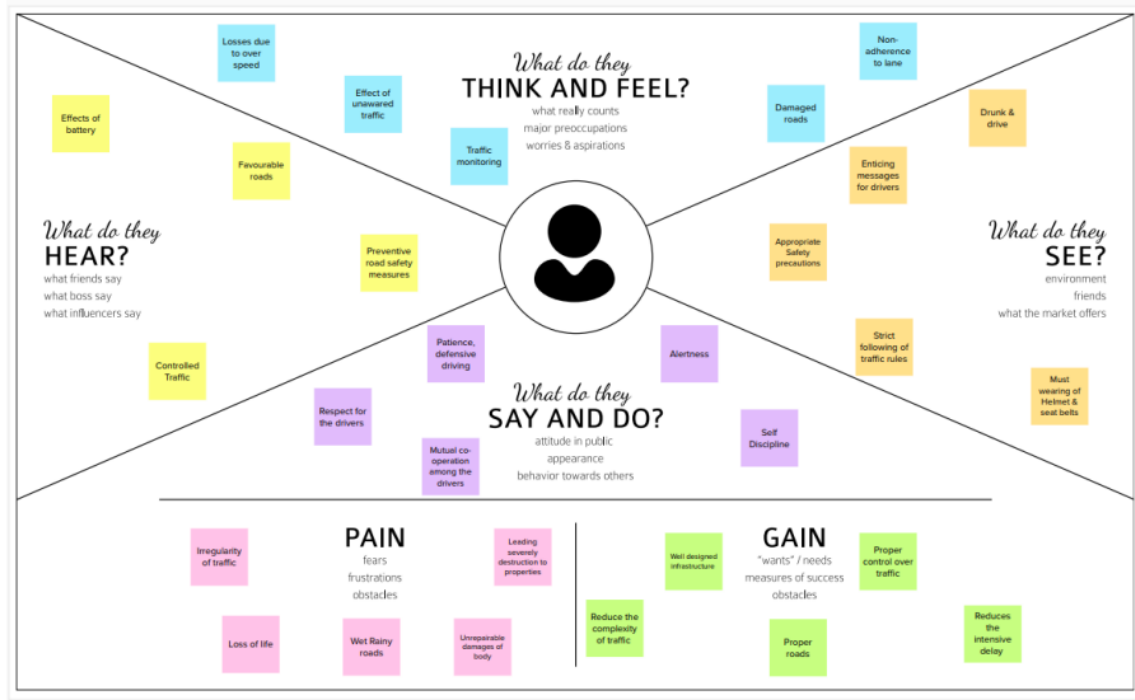 What do they
THINK AND FEEL?
what really counts
major preoccupations
worries & aspirations
Losses due
to over
speed
Effect of
unawared
traffic
Traffic
monitoring
Non-
adherence
to lane
Damaged
roads
What do they
HEAR?
what friends say
what boss say
what influencers say
Effects of
battery
Favourable
roads
Preventive
road safety
measures
Controlled
Traffic
What do they
SEE?
environment
friends
what the market offers
Drunk &
drive
Enticing
messages
for drivers
Appropriate
Safety
precautions
Strict
following of
traffic rules
Must
wearing of
Helmet &
seat belts
What do they
SAY AND DO?
attitude in public
appearance
behavior towards others
Patience,
defensive
driving
Alertness
Respect for
the drivers
Mutual co-
operation
among the
drivers
Self
Discipline
PAIN
fears
frustrations
obstacles
Irregularity
of traffic
Leading
severely
destruction to
properties
Loss of life
Wet Rainy
roads
Unrepairable
damages of
body
GAIN
"wants" / needs
measures of success
obstacles
Well designed
infrastructure
Proper
control over
traffic
Reduce the
complexity
of traffic
Proper
roads
Reduces
the
intensive
delay